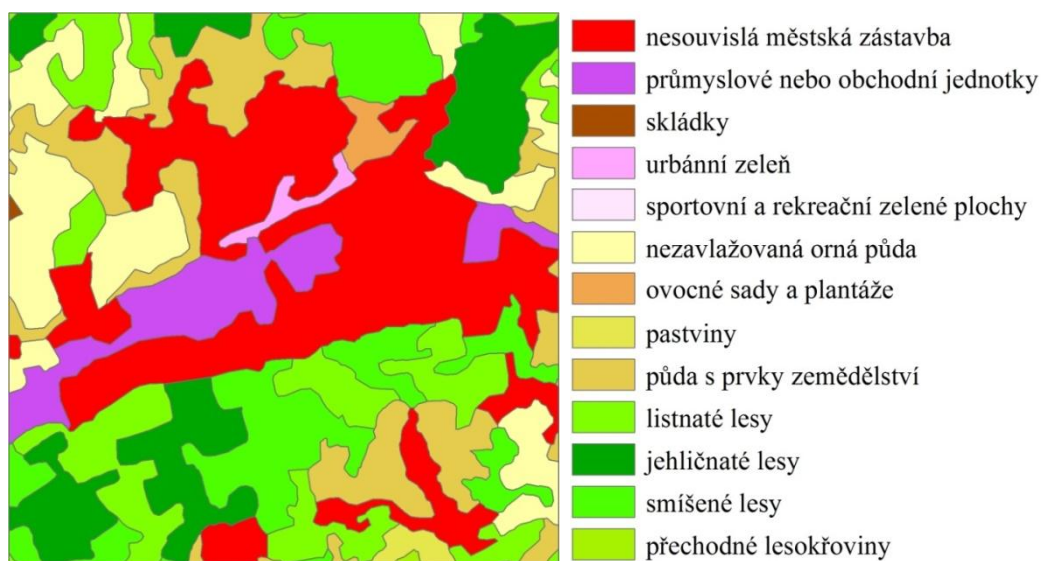 nesouvislá městská zástavba
průmyslové nebo obchodní jednotky
skládky
urbánní zeleň
sportovní a rekreační zelené plochy
nezavlažovaná orná půda
ovocné sady a plantáže
pastviny
půda s prvky zemědělství
listnaté lesy
jehličnaté lesy
smíšené lesy
přechodné lesokřoviny